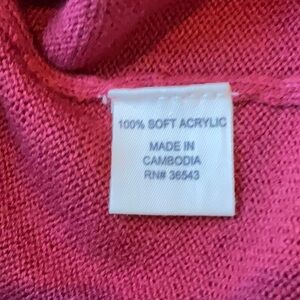 100% SOFT ACRYLIC
MADE IN
CAMBODIA
RN# 36543